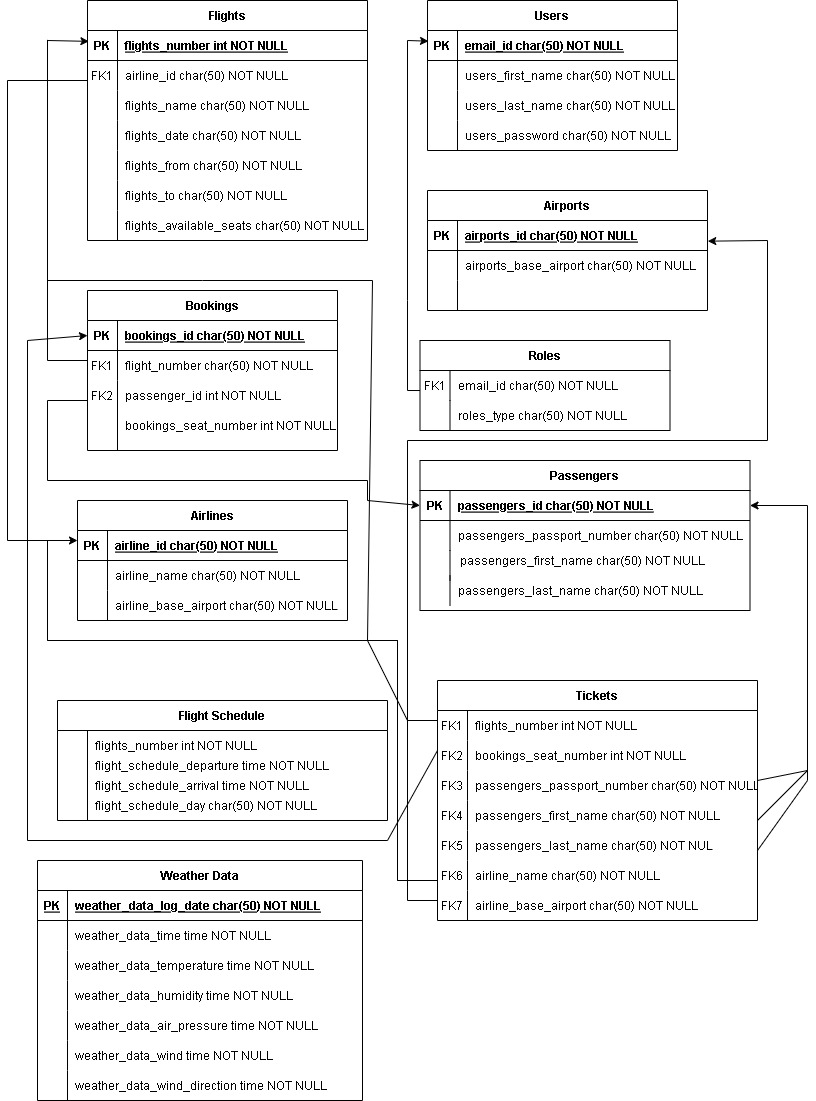 Flights
PK flights_number int NOT NULL
FK1 airline_id char(50) NOT NULL
flights_name char(50) NOT NULL
flights_date char(50) NOT NULL
flights_from char(50) NOT NULL
flights_to char(50) NOT NULL
flights_available_seats char(50) NOT NULL
Users
PK email_id char(50) NOT NULL
users_first_name char(50) NOT NULL
users_last_name char(50) NOT NULL
users_password char(50) NOT NULL
Airports
PK airports_id char(50) NOT NULL
airports_base_airport char(50) NOT NULL
Bookings
PK bookings_id char(50) NOT NULL
FK1 flight_number char(50) NOT NULL
FK2 passenger_id int NOT NULL
bookings_seat_number int NOT NULL
Roles
FK1 email_id char(50) NOT NULL
roles_type char(50) NOT NULL
Passengers
PK passengers_id char(50) NOT NULL
passengers_passport_number char(50) NOT NULL
passengers_first_name char(50) NOT NULL
passengers_last_name char(50) NOT NULL
Airlines
PK airline_id char(50) NOT NULL
airline_name char(50) NOT NULL
airline_base_airport char(50) NOT NULL
Flight Schedule
flights_number int NOT NULL
flight_schedule_departure time NOT NULL
flight_schedule_arrival time NOT NULL
flight_schedule_day char(50) NOT NULL
Tickets
FK1 flights_number int NOT NULL
FK2 bookings_seat_number int NOT NULL
FK3 passengers_passport_number char(50) NOT NULL
FK4 passengers_first_name char(50) NOT NULL
FK5 passengers_last_name char(50) NOT NUL
FK6 airline_name char(50) NOT NULL
FK7 airline_base_airport char(50) NOT NULL
Weather Data
PK weather_data_log_date char(50) NOT NULL
weather_data_time time NOT NULL
weather_data_temperature time NOT NULL
weather_data_humidity time NOT NULL
weather_data_air_pressure time NOT NULL
weather_data_wind time NOT NULL
weather_data_wind_direction time NOT NULL